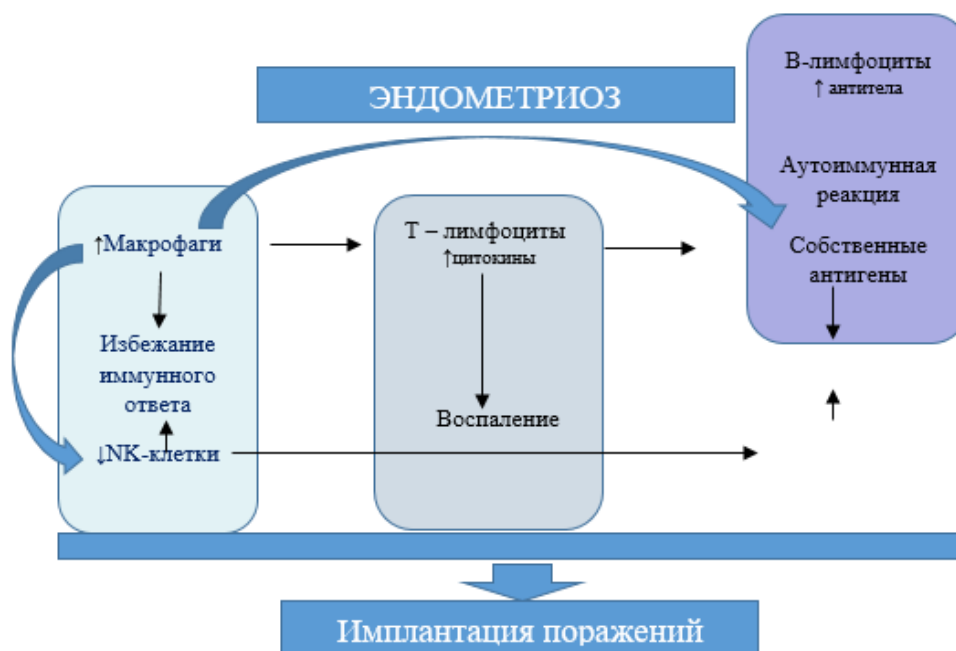 ЭНДОМЕТРИОЗ
↑Макрофаги
Избежание
иммунного
ответа
↓NK-клетки
Т – лимфоциты
↑цитокины
Воспаление
В-лимфоциты
↑ антитела
Аутоиммунная
реакция
Собственные
антигены
Имплантация поражений